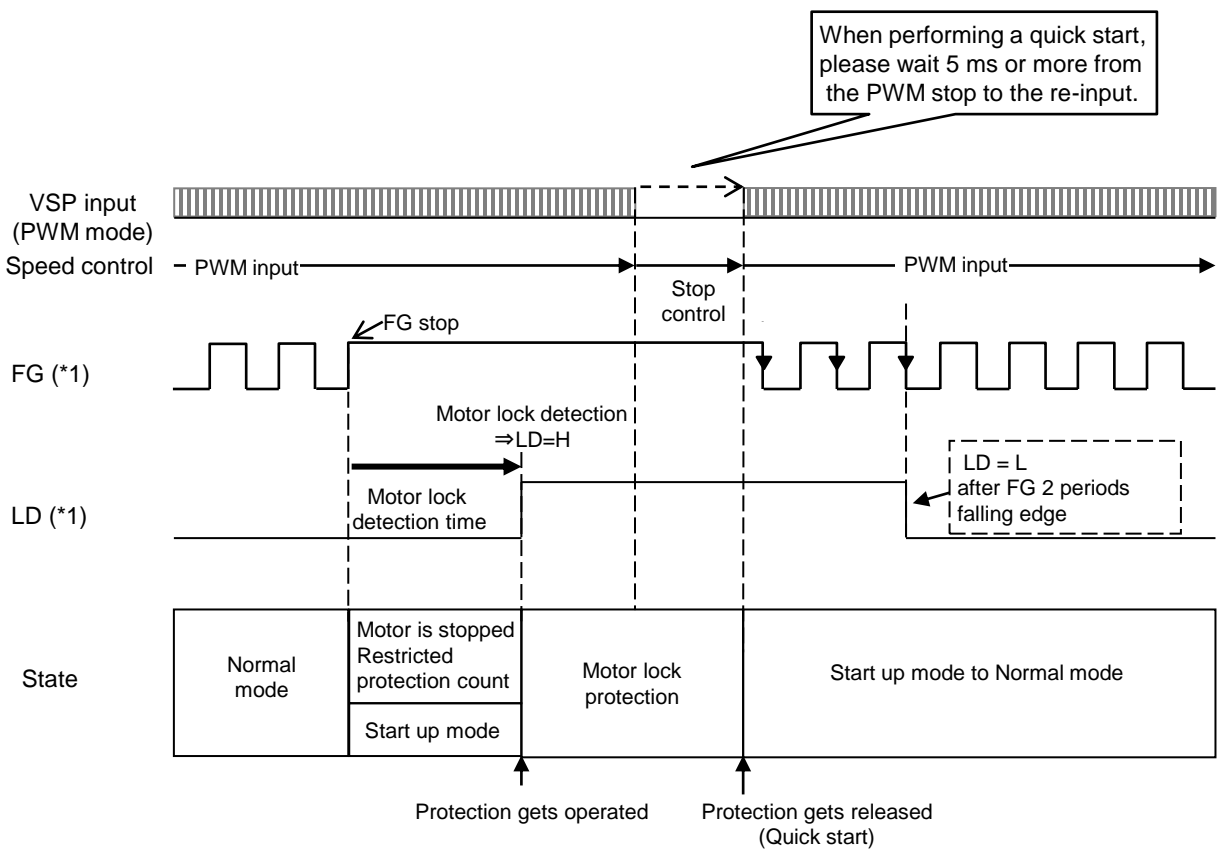 When performing a quick start,
please wait 5 ms or more from
the PWM stop to the re-input.
VSP input
(PWM mode)
Speed control
PWM input
PWM input
Stop
control
FG stop
FG (*1)
Motor lock detection
⇒LD=H
LD (*1)
Motor lock
detection time
LD = L
after FG 2 periods
falling edge
State
Normal
mode
Motor is stopped
Restricted
protection count
Start up mode
Motor lock
protection
Start up mode to Normal mode
Protection gets operated
Protection gets released
(Quick start)